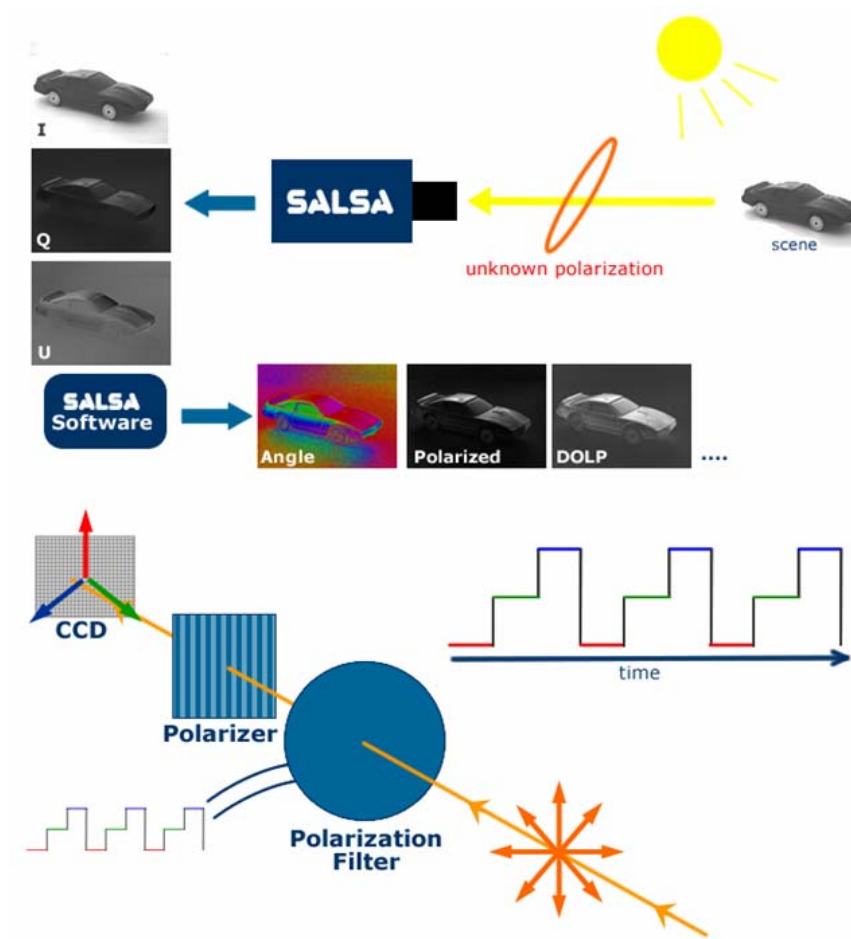 I
Q
U
SALSA
unknown polarization
scene
SALSA
Software
Angle
Polarized
DOLP
....
CCD
Polarizer
Polarization
Filter
time